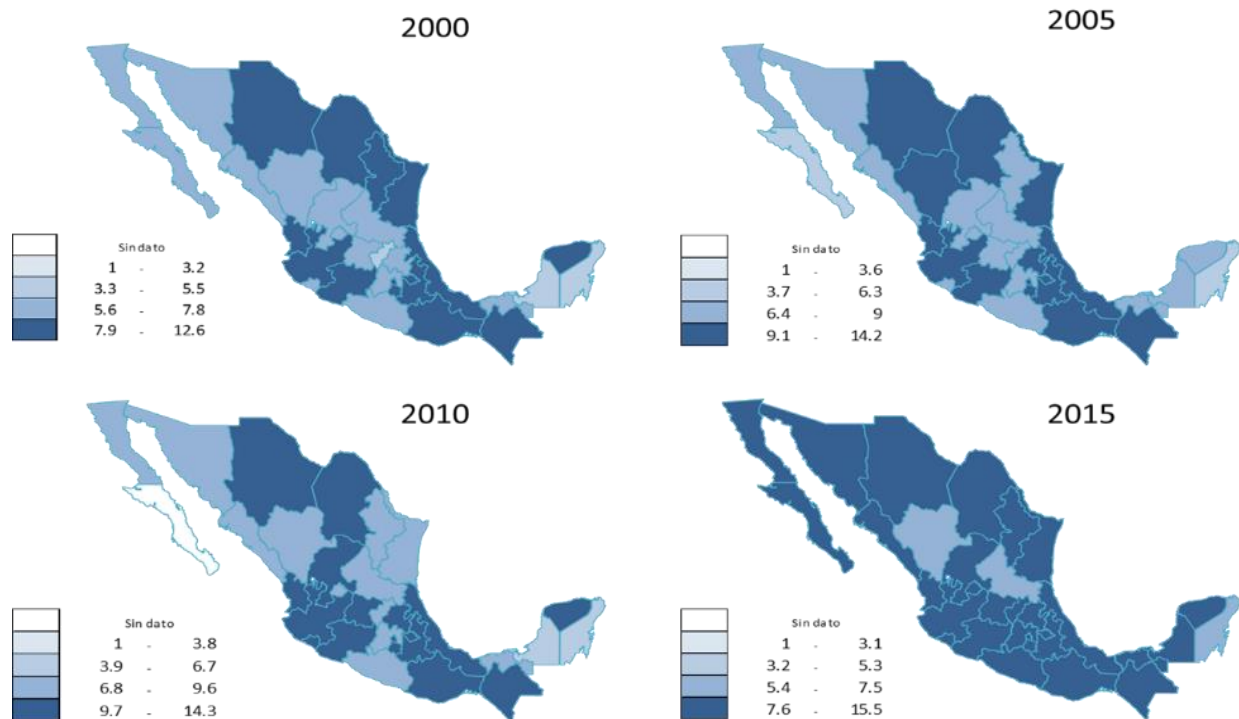 2000
Sin dato
1 - 3.2
3.3 - 5.5
5.6 - 7.8
7.9 - 12.6
2005
Sin dato
1 - 3.6
3.7 - 6.3
6.4 - 9
9.1 - 14.2
2010
Sin dato
1 - 3.8
3.9 - 6.7
6.8 - 9.6
9.7 - 14.3
2015
Sin dato
1 - 3.1
3.2 - 5.3
5.4 - 7.5
7.6 - 15.5